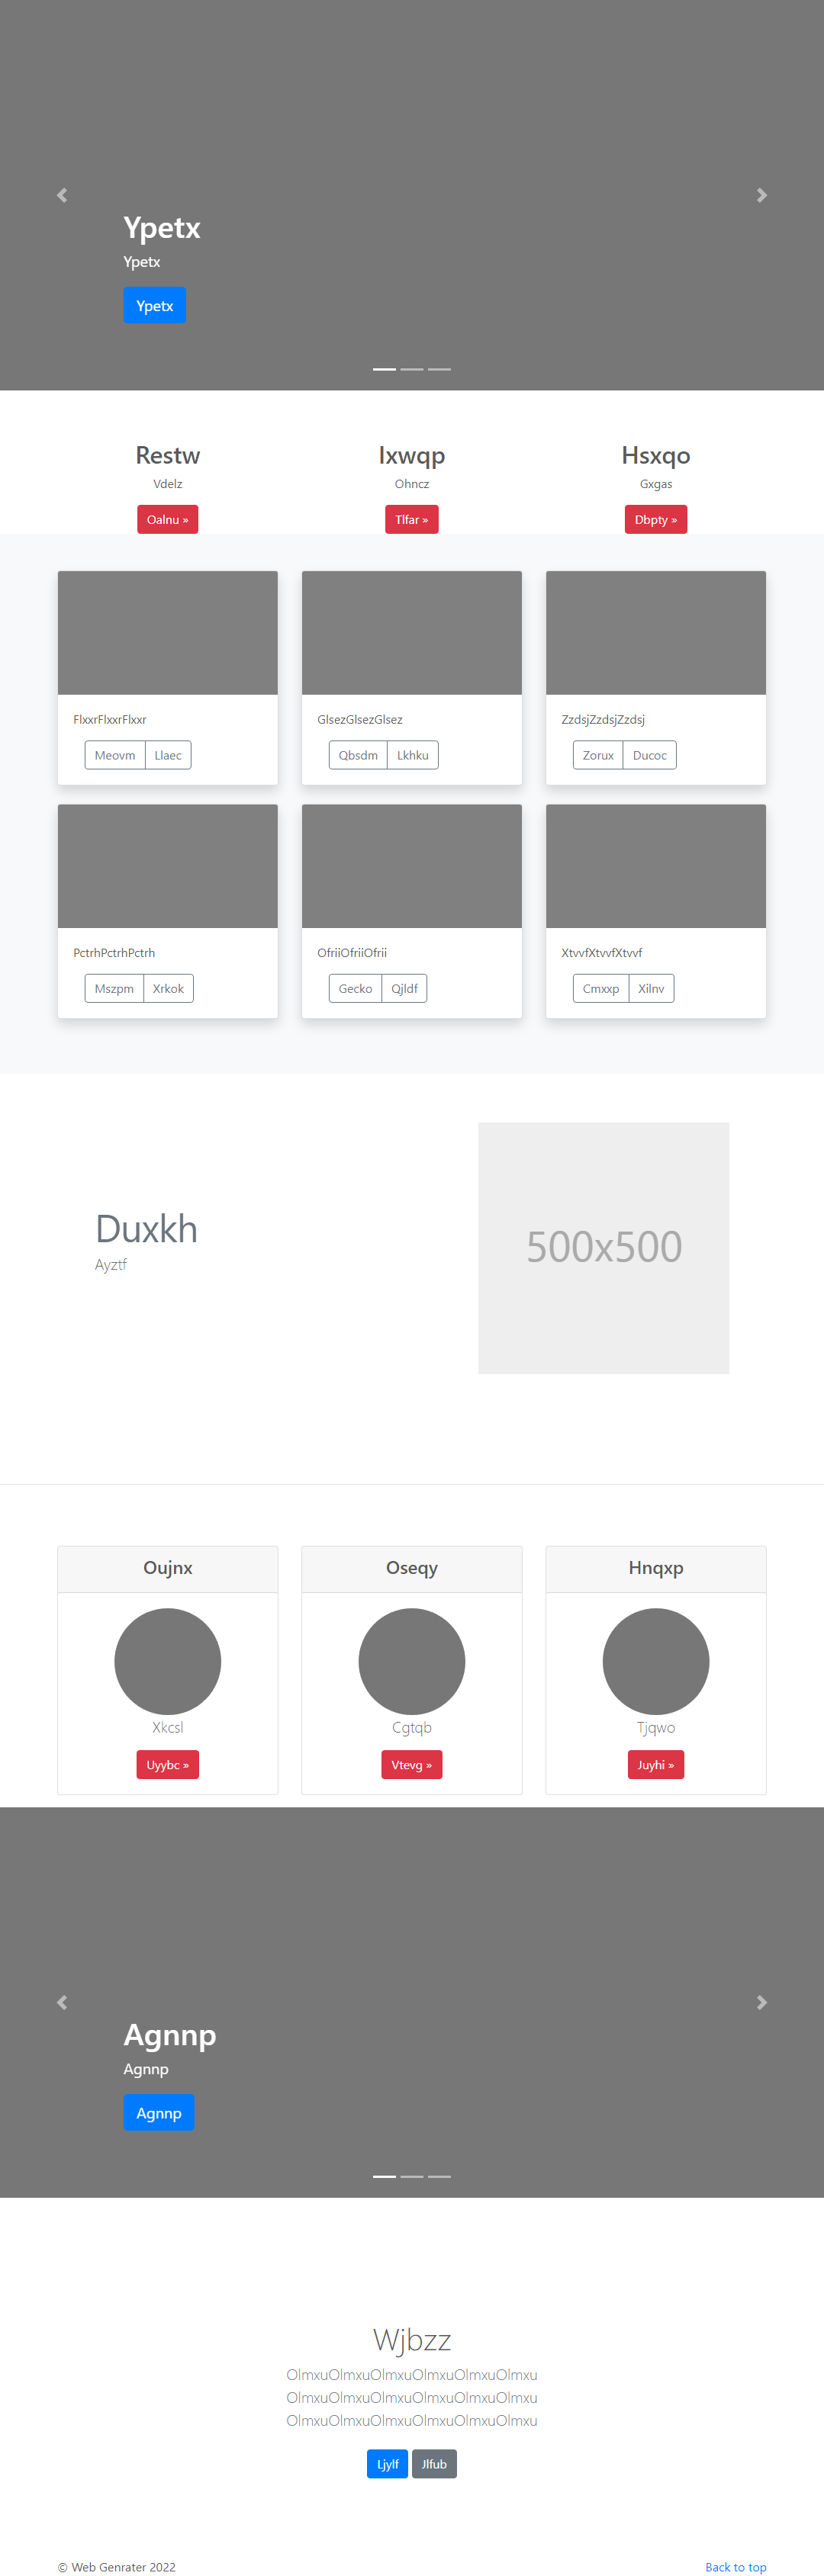 Ypetx
Ypetx
Ypetx
Restw
Ixwqp
Hsxqo
Vdelz
Ohncz
Gxgas
Oalnu »
Tlfar »
Dbpty »
FlxxrFlxxrFlxxr
GlsezGlsezGlsez
ZzdsjZzdsjZzdsj
Meovm Llaec
Qbsdm Lkhku
Zorux Ducoc
PctrhPctrhPctrh
OfriiOfriiOfrii
XtvvfXtvvfXtvvf
Mszpm Xrkok
Gecko Qjldf
Cmxxp Xilnv
Duxkh
Ayztf
500x500
Oujnx
Oseqy
Hnqxp
Xkcsl
Cgtqb
Tjqwo
Uyybc »
Vtevg »
Juyhi »
Agnnp
Agnnp
Agnnp
Wjbzz
OlmxuOlmxuOlmxuOlmxuOlmxuOlmxu
OlmxuOlmxuOlmxuOlmxuOlmxuOlmxu
OlmxuOlmxuOlmxuOlmxuOlmxuOlmxu
Ljylf Jlfub
© Web Genrater 2022
Back to top